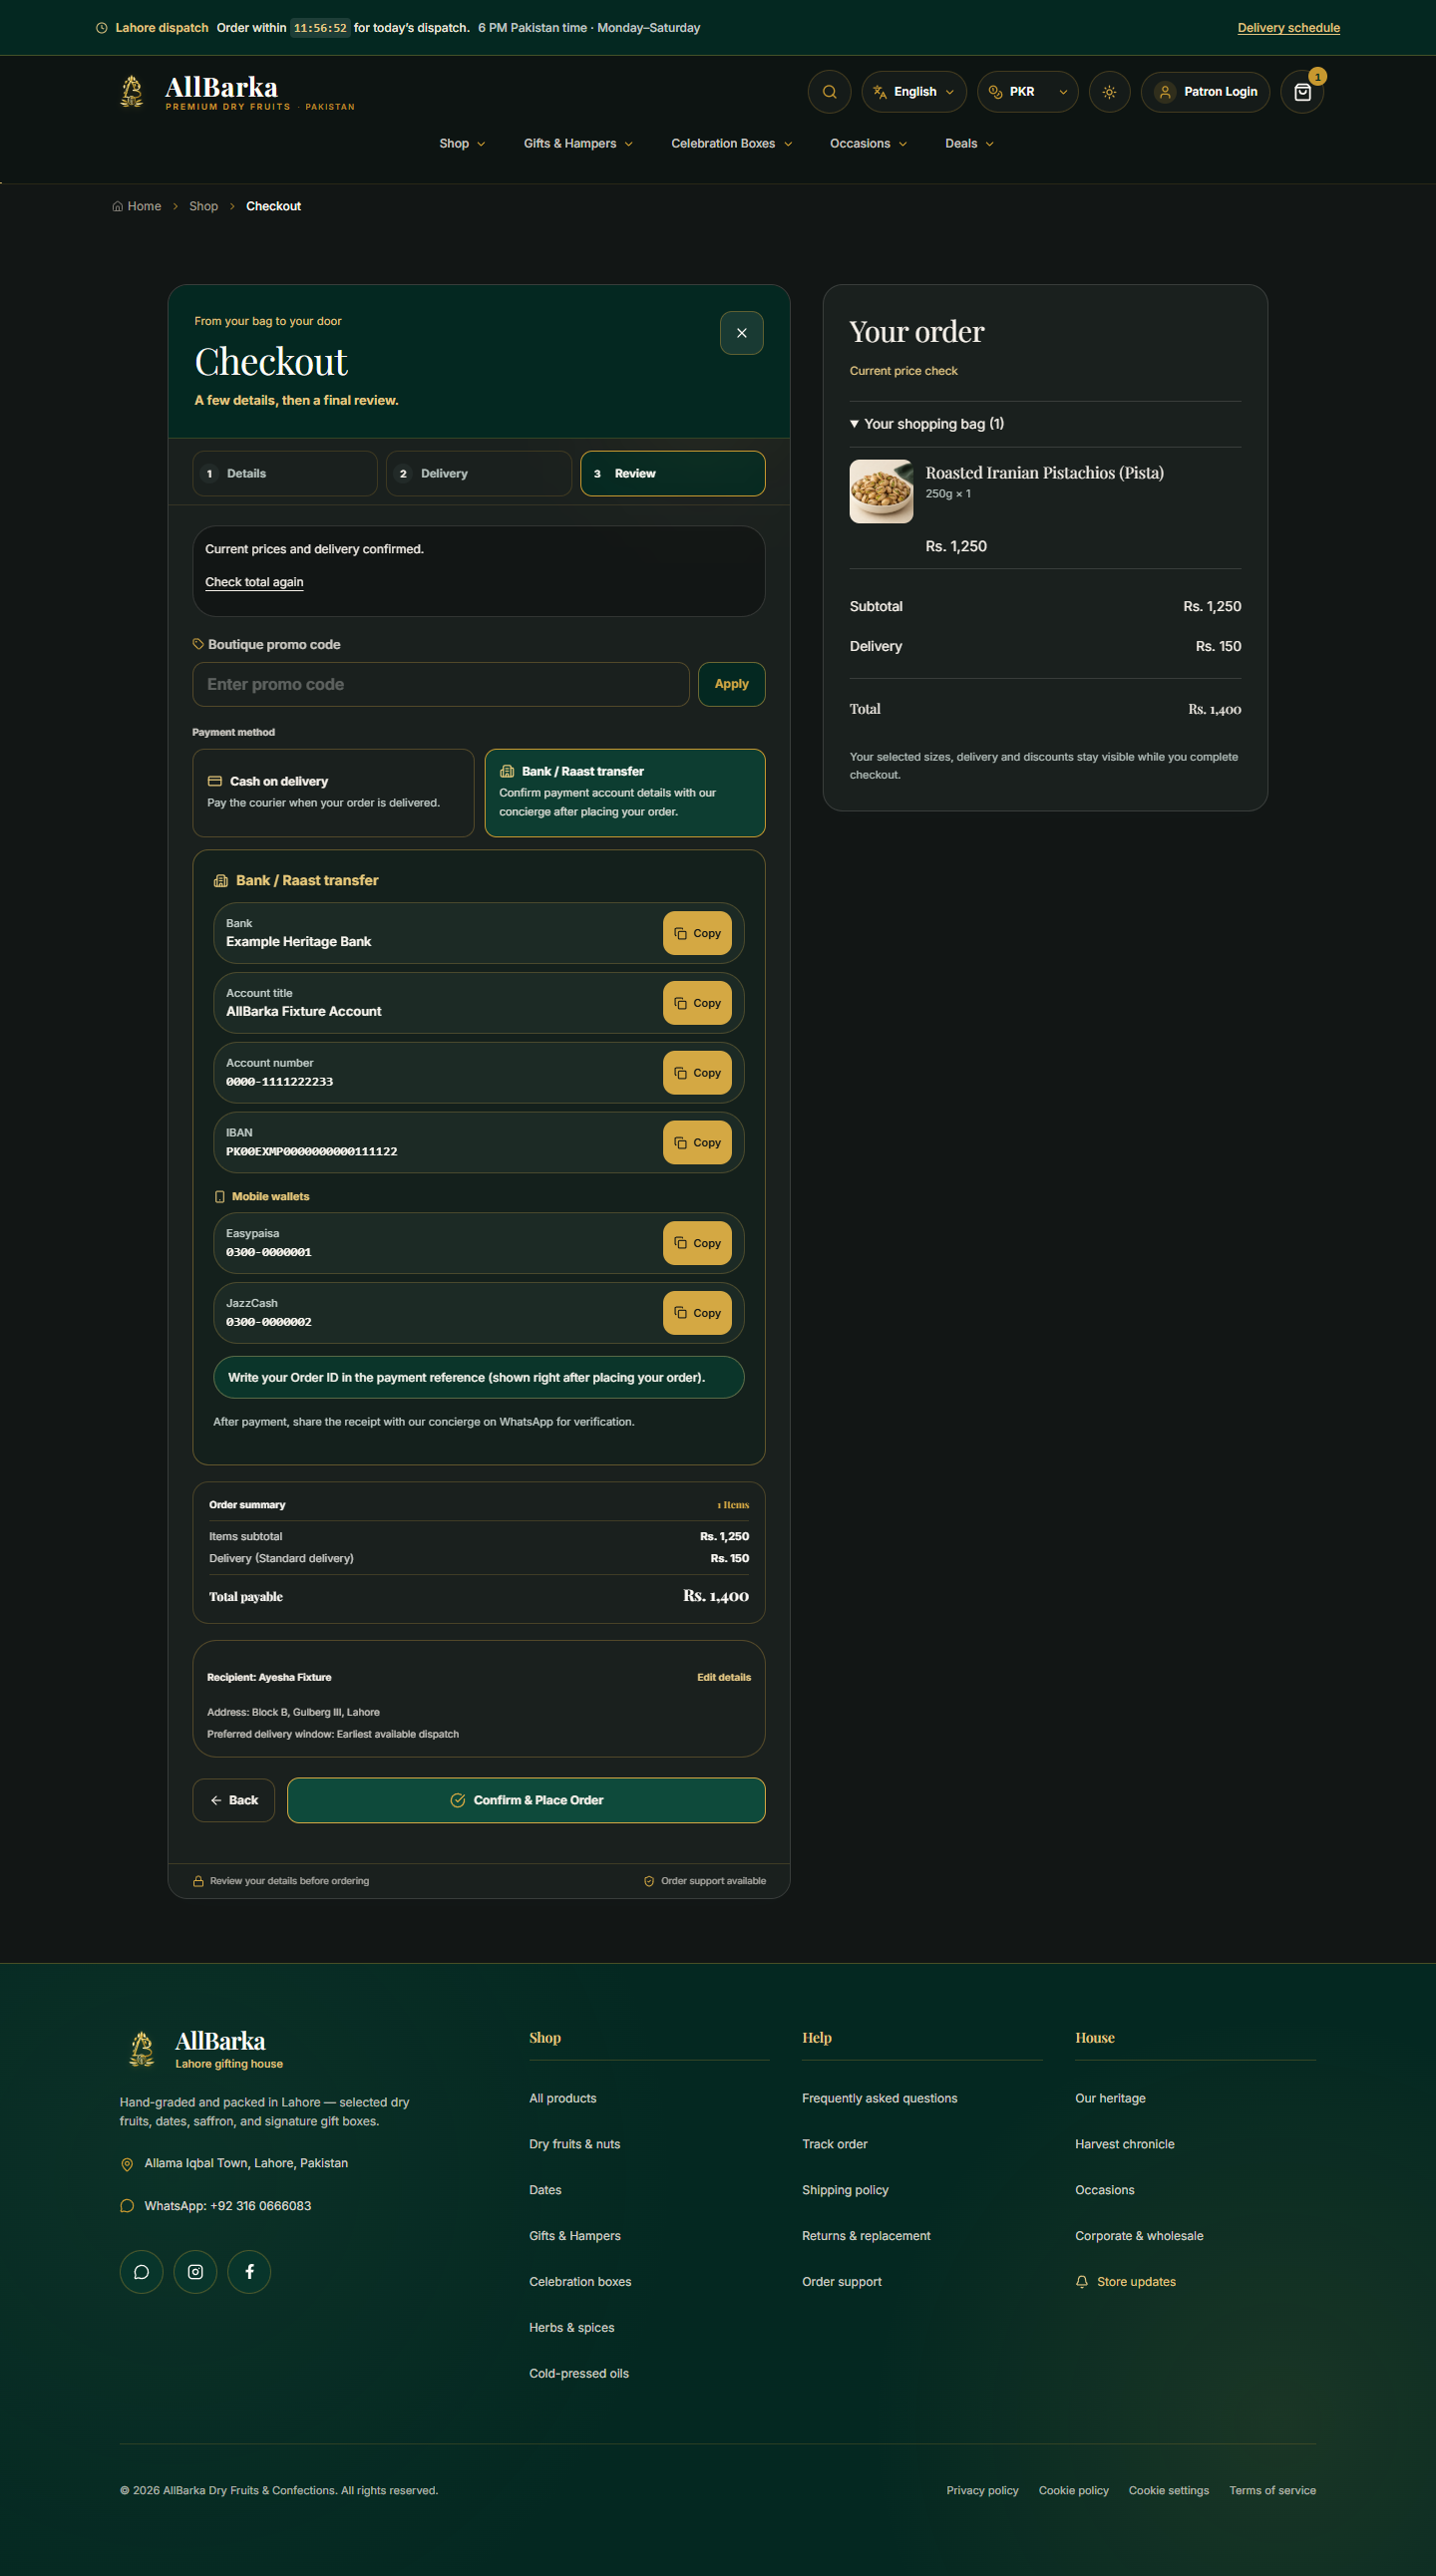 Lahore dispatch Order within 11:56:52 for today's dispatch. 6 PM Pakistan time · Monday–Saturday
Delivery schedule
AllBarka
PREMIUM DRY FRUITS · PAKISTAN
English
PKR
Patron Login
1
Shop
Gifts & Hampers
Celebration Boxes
Occasions
Deals
Home
Shop
Checkout
From your bag to your door
Checkout
A few details, then a final review.
1 Details
2 Delivery
3 Review
Current prices and delivery confirmed.
Check total again
Boutique promo code
Enter promo code
Apply
Payment method
Cash on delivery
Pay the courier when your order is delivered.
Bank / Raast transfer
Confirm payment account details with our
concierge after placing your order.
Bank / Raast transfer
Bank
Example Heritage Bank
Copy
Account title
AllBarka Fixture Account
Copy
Account number
0000-1111222233
Copy
IBAN
PK00EXMP0000000000111122
Copy
Mobile wallets
Easypaisa
0300-0000001
Copy
JazzCash
0300-0000002
Copy
Write your Order ID in the payment reference (shown right after placing your order).
After payment, share the receipt with our concierge on WhatsApp for verification.
Order summary
1 Items
Items subtotal
Rs. 1,250
Delivery (Standard delivery)
Rs. 150
Total payable
Rs. 1,400
Recipient: Ayesha Fixture
Edit details
Address: Block B, Gulberg III, Lahore
Preferred delivery window: Earliest available dispatch
Back
Confirm & Place Order
Review your details before ordering
Order support available
Your order
Current price check
Your shopping bag (1)
Roasted Iranian Pistachios (Pista)
250g × 1
Rs. 1,250
Subtotal
Rs. 1,250
Delivery
Rs. 150
Total
Rs. 1,400
Your selected sizes, delivery and discounts stay visible while you complete
checkout.
AllBarka
Lahore gifting house
Hand-graded and packed in Lahore — selected dry
fruits, dates, saffron, and signature gift boxes.
Allama Iqbal Town, Lahore, Pakistan
WhatsApp: +92 316 0666083
Shop
All products
Dry fruits & nuts
Dates
Gifts & Hampers
Celebration boxes
Herbs & spices
Cold-pressed oils
Help
Frequently asked questions
Track order
Shipping policy
Returns & replacement
Order support
House
Our heritage
Harvest chronicle
Occasions
Corporate & wholesale
Store updates
© 2026 AllBarka Dry Fruits & Confections. All rights reserved.
Privacy policy
Cookie policy
Cookie settings
Terms of service